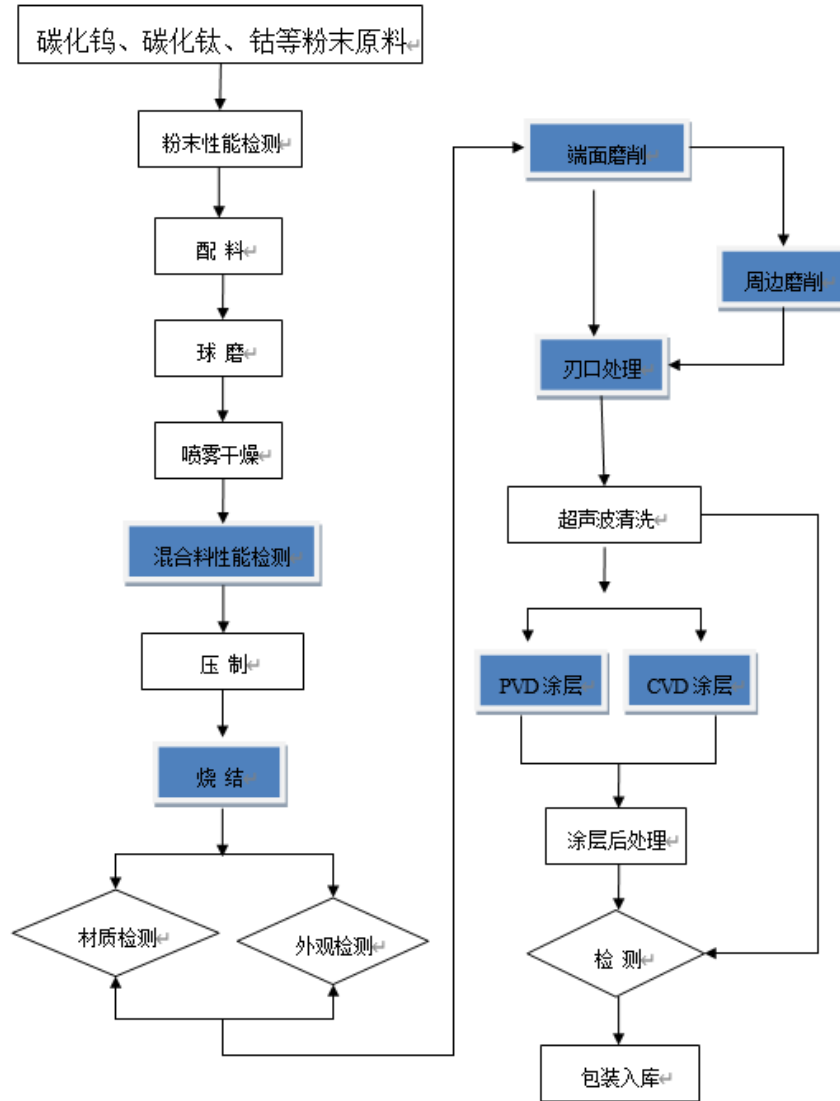 碳化钨、碳化钛、钴等粉末原料
粉末性能检测
配 料
球 磨
喷雾干燥
混合料性能检测
压 制
烧 结
材质检测
外观检测
端面磨削
周边磨削
刃口处理
超声波清洗
PVD 涂层
CVD 涂层
涂层后处理
检 测
包装入库